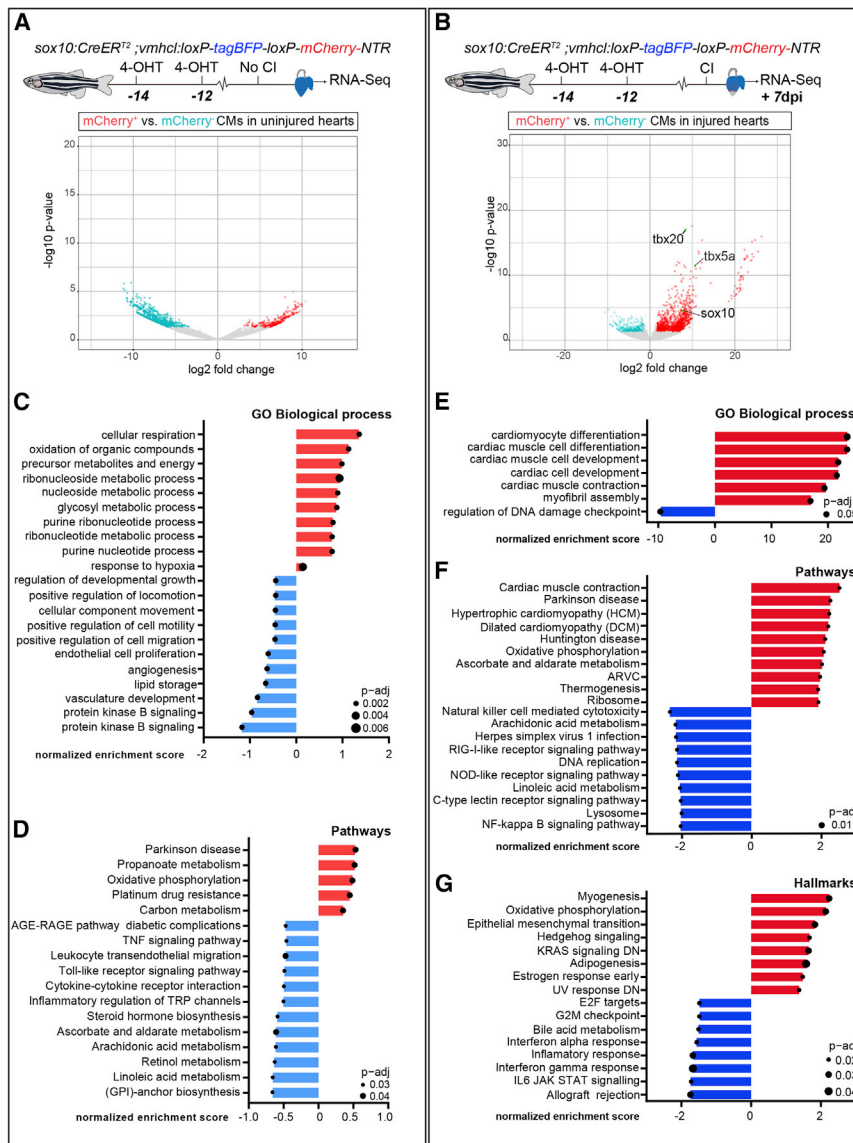 A
sox10:CreERT2 ;vmhcl:loxP-tagBFP-loxP-mCherry-NTR
4-OHT 4-OHT No CI
-14 -12
RNA-Seq
mCherry+ vs. mCherry- CMs in uninjured hearts
20
15
10
5
0
-log10 p-value
-10 0 10
log2 fold change
B
sox10:CreERT2 ;vmhcl:loxP-tagBFP-loxP-mCherry-NTR
4-OHT 4-OHT CI
-14 -12
RNA-Seq
+ 7dpi
mCherry+ vs. mCherry- CMs in injured hearts
30
20
10
0
-log10 p-value
tbx20
tbx5a
sox10
-20 0 20
log2 fold change
C
GO Biological process
cellular respiration
oxidation of organic compounds
precursor metabolites and energy
ribonucleoside metabolic process
nucleoside metabolic process
glycosyl metabolic process
purine ribonucleotide process
ribonucleotide metabolic process
purine nucleotide process
response to hypoxia
regulation of developmental growth
positive regulation of locomotion
cellular component movement
positive regulation of cell motility
positive regulation of cell migration
endothelial cell proliferation
angiogenesis
lipid storage
vasculature development
protein kinase B signaling
protein kinase B signaling
p-adj
0.002
0.004
0.006
normalized enrichment score
-2 -1 0 1 2
D
Pathways
Parkinson disease
Propanoate metabolism
Oxidative phosphorylation
Platinum drug resistance
Carbon metabolism
AGE-RAGE pathway diabetic complications
TNF signaling pathway
Leukocyte transendothelial migration
Toll-like receptor signaling pathway
Cytokine-cytokine receptor interaction
Inflammatory regulation of TRP channels
Steroid hormone biosynthesis
Ascorbate and aldarate metabolism
Arachidonic acid metabolism
Retinol metabolism
Linoleic acid metabolism
(GPI)-anchor biosynthesis
p-adj
0.03
0.04
normalized enrichment score
-1.0 -0.5 0 0.5 1.0
E
GO Biological process
cardiomyocyte differentiation
cardiac muscle cell differentiation
cardiac muscle cell development
cardiac cell development
cardiac muscle contraction
myofibril assembly
regulation of DNA damage checkpoint
p-adj
0.05
normalized enrichment score
-10 0 10 20
F
Pathways
Cardiac muscle contraction
Parkinson disease
Hypertrophic cardiomyopathy (HCM)
Dilated cardiomyopathy (DCM)
Huntington disease
Oxidative phosphorylation
Ascorbate and aldarate metabolism
ARVC
Thermogenesis
Ribosome
Natural killer cell mediated cytotoxicity
Arachidonic acid metabolism
Herpes simplex virus 1 infection
RIG-I-like receptor signaling pathway
DNA replication
NOD-like receptor signaling pathway
Linoleic acid metabolism
C-type lectin receptor signaling pathway
Lysosome
NF-kappa B signaling pathway
p-adj
0.01
normalized enrichment score
-2 0 2
G
Hallmarks
Myogenesis
Oxidative phosphorylation
Epithelial mesenchymal transition
Hedgehog singaling
KRAS signaling DN
Adipogenesis
Estrogen response early
UV response DN
E2F targets
G2M checkpoint
Bile acid metabolism
Interferon alpha response
Inflamatory response
Interferon gamma response
IL6 JAK STAT signalling
Allograft rejection
p-adj
0.02
0.03
0.04
normalized enrichment score
-2 0 2